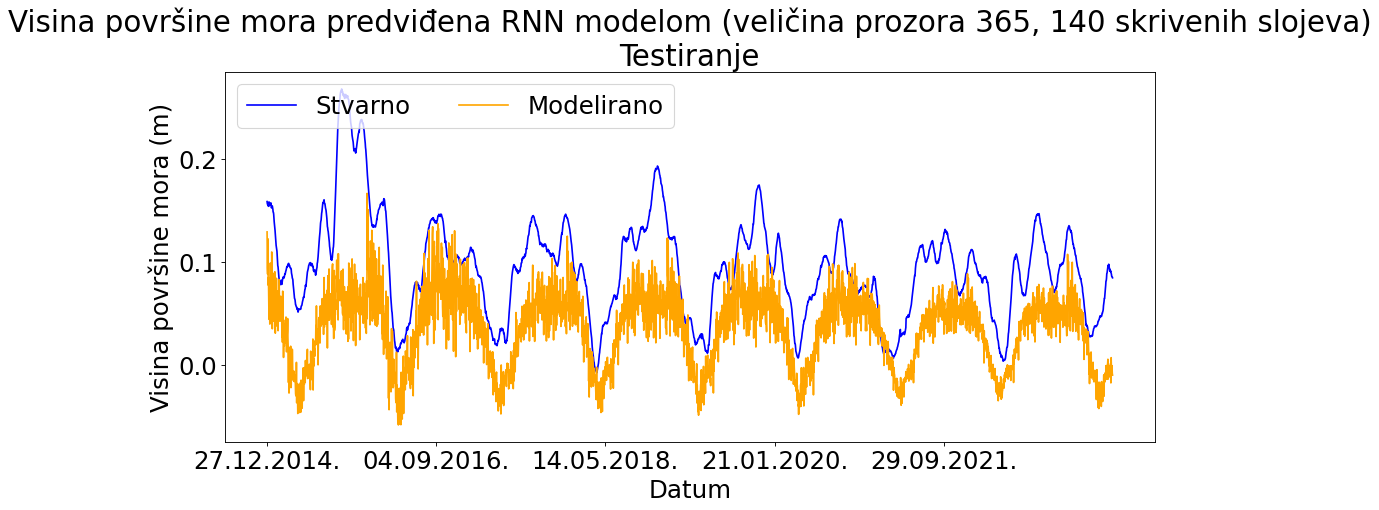 Visina površine mora predviđena RNN modelom (veličina prozora 365, 140 skrivenih slojeva)
Testiranje
Stvarno Modelirano
Visina površine mora (m)
0.2
0.1
0.0
27.12.2014. 04.09.2016. 14.05.2018. 21.01.2020. 29.09.2021.
Datum